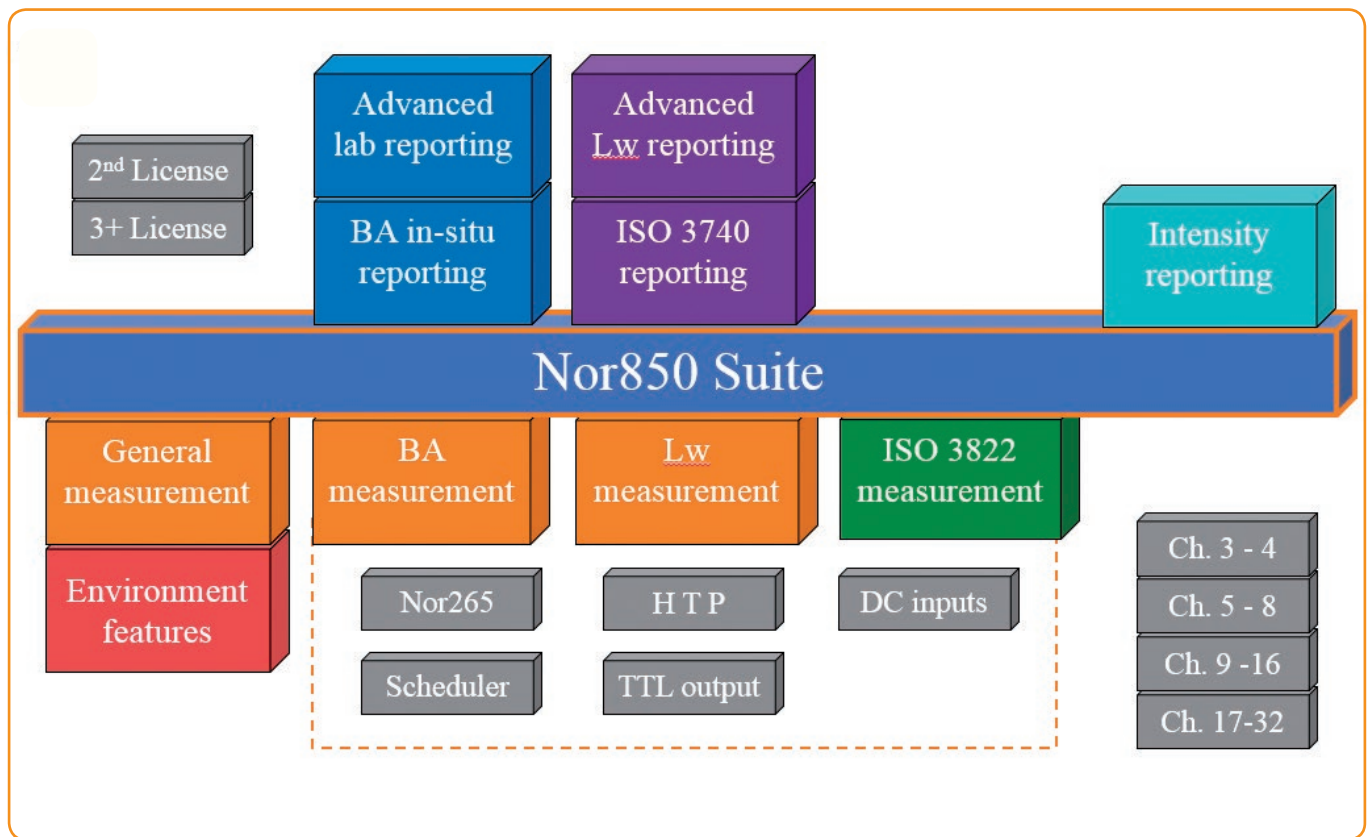 Advanced
lab reporting
Advanced
Lw reporting
2nd License
3+ License
BA in-situ
reporting
ISO 3740
reporting
Intensity
reporting
Nor850 Suite
General
measurement
BA
measurement
Lw
measurement
ISO 3822
measurement
Environment
features
Nor265
H T P
DC inputs
Scheduler
TTL output
Ch. 3 - 4
Ch. 5 - 8
Ch. 9 -16
Ch. 17-32